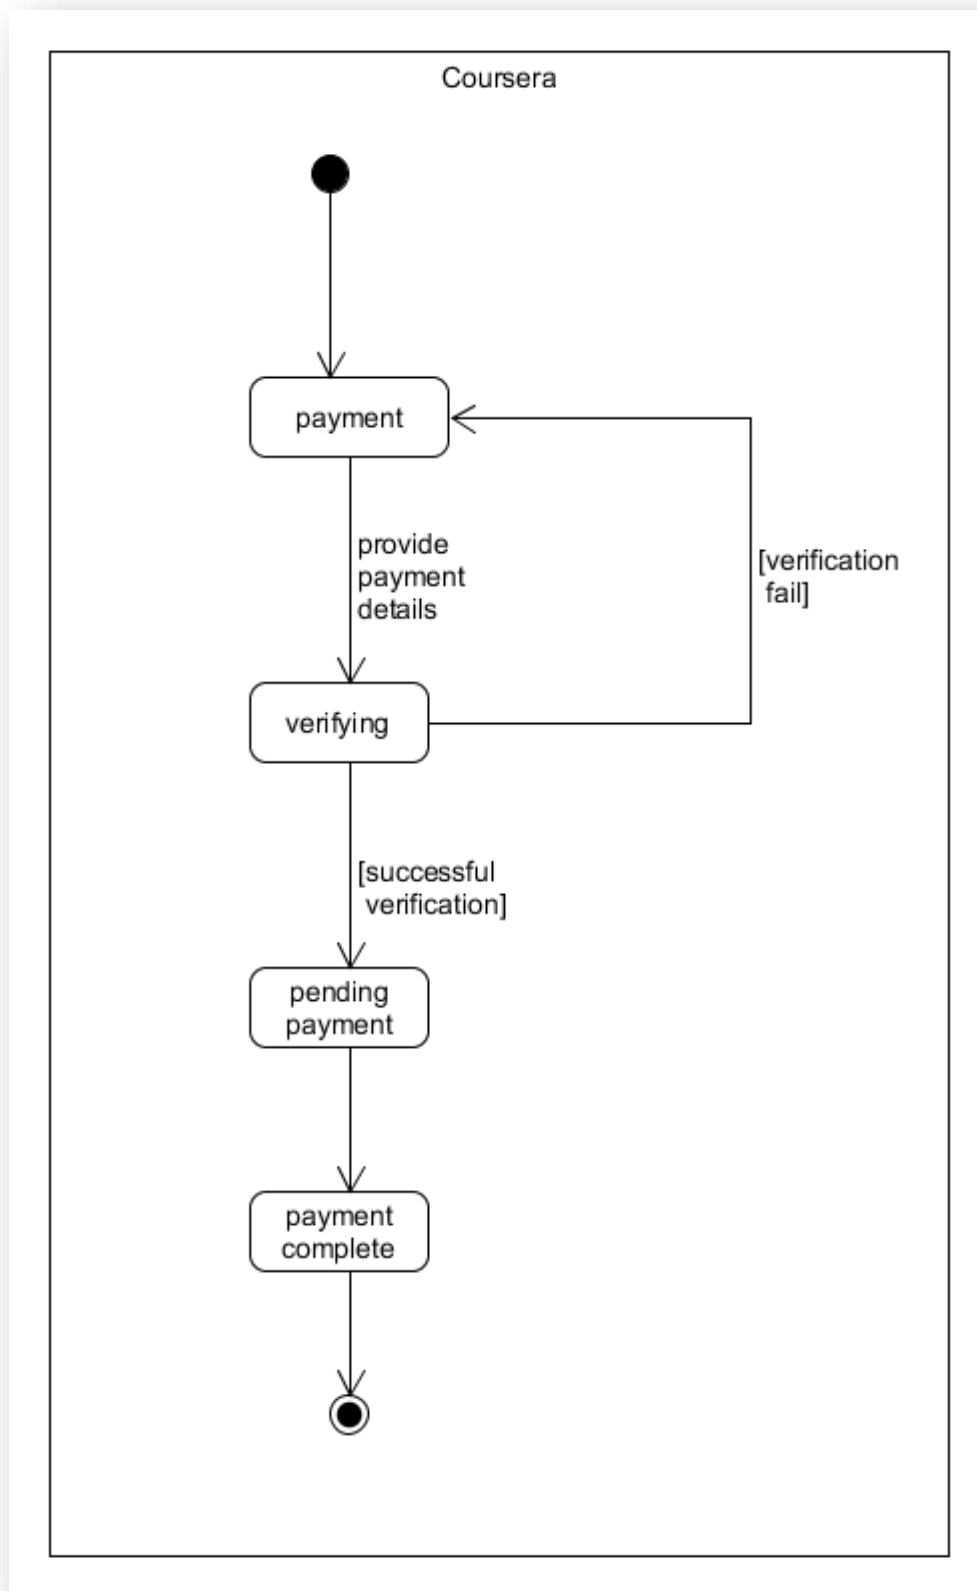 Coursera
payment
provide
payment
details
[verification
fail]
verifying
[successful
verification]
pending
payment
payment
complete